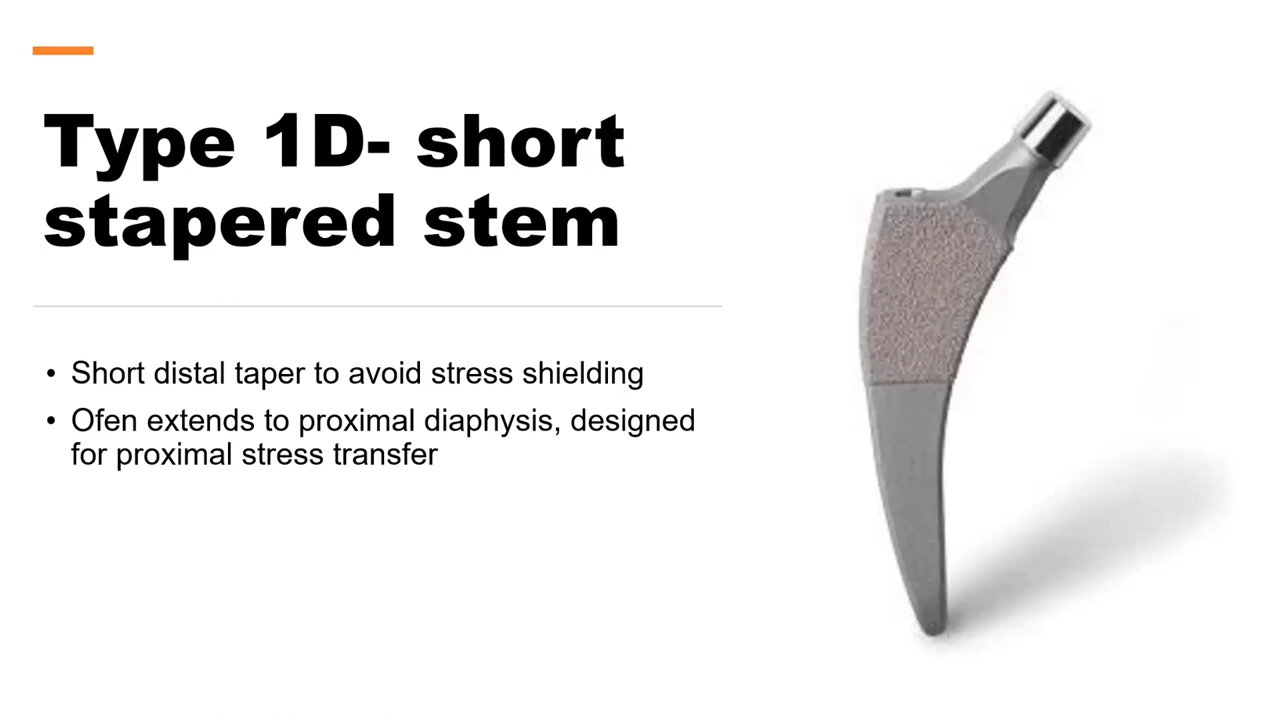 Type 1D- short
stapered stem
• Short distal taper to avoid stress shielding
• Ofen extends to proximal diaphysis, designed
for proximal stress transfer